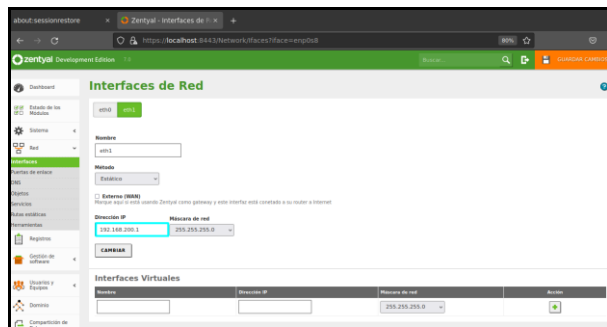 about:sessionrestore × Zentyal - Interfaces de R × +
https://localhost:8443/Network/Ifaces?iface=enp0s8 80%
zentyal Development Edition Buscar... GUARDAR CAMBIOS
Dashboard
Estado de los Módulos
Sistema
Red
Interfaces
Puertas de enlace
DNS
Objetos
Servicios
Rutas estáticas
Herramientas
Registros
Gestión de software
Usuarios y Equipos
Dominio
Compartición de
Interfaces de Red
eth0 eth1
Nombre
eth1
Método
Estático
Externo (WAN)
Marque aquí si está usando Zentyal como gateway y este interfaz está conectado a su router a Internet
Dirección IP Máscara de red
192.168.200.1 255.255.255.0
CAMBIAR
Interfaces Virtuales
Nombre Dirección IP Máscara de red Acción
255.255.255.0